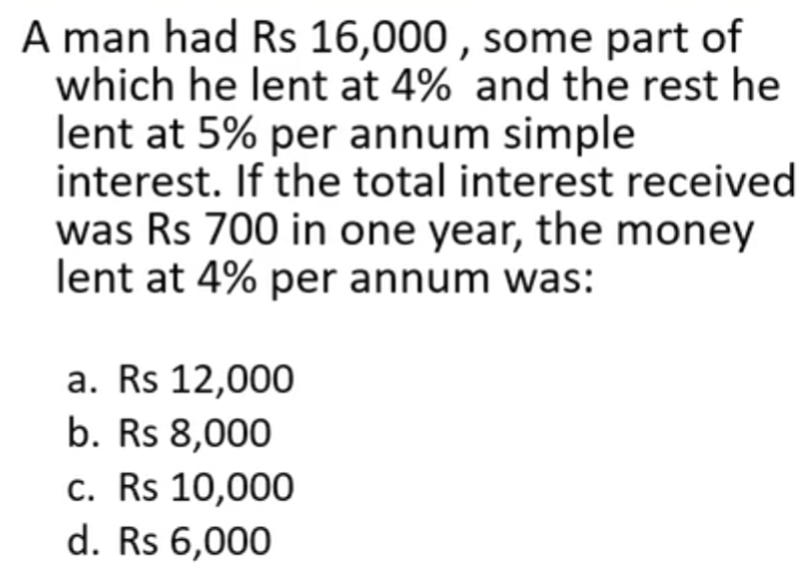 A man had Rs 16,000 , some part of
which he lent at 4% and the rest he
lent at 5% per annum simple
interest. If the total interest received
was Rs 700 in one year, the money
lent at 4% per annum was:
a. Rs 12,000
b. Rs 8,000
c. Rs 10,000
d. Rs 6,000